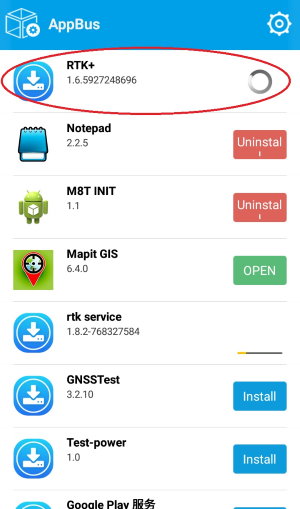 AppBus
RTK+
1.6.5927248696
Notepad
2.2.5
Uninstal
l
M8T INIT
1.1
Uninstal
l
Mapit GIS
6.4.0
OPEN
rtk service
1.8.2-768327584
GNSSTest
3.2.10
Install
Test-power
1.0
Install
Google Play 服务